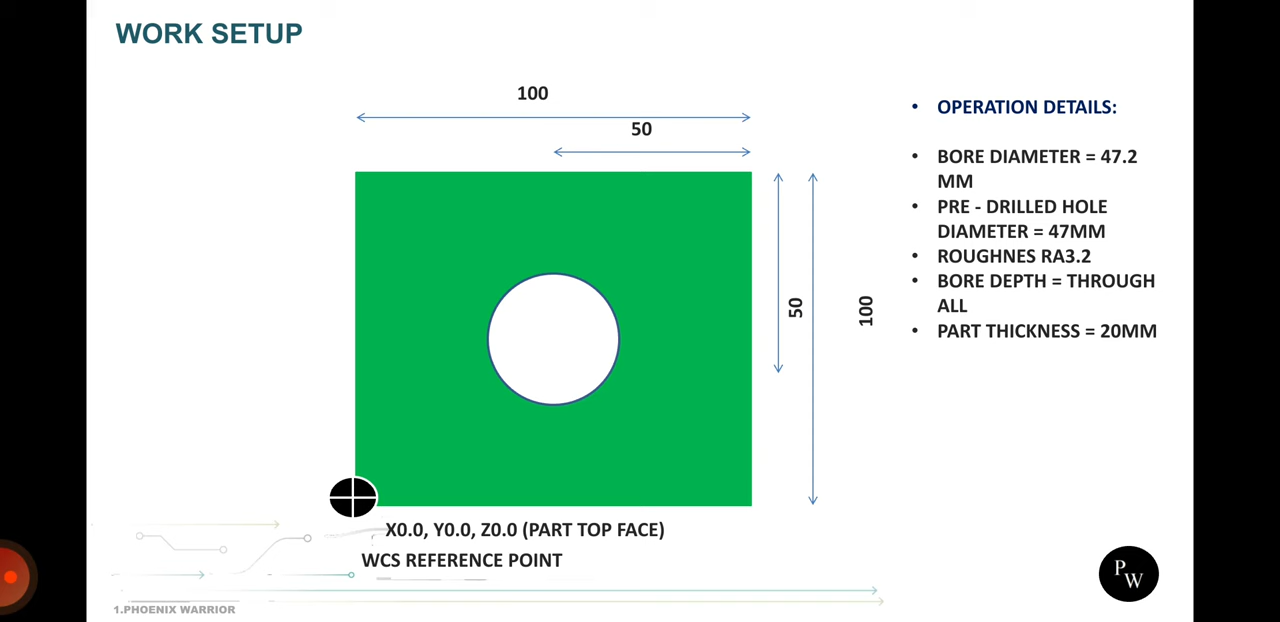 WORK SETUP
100
50
50
100
X0.0, Y0.0, Z0.0 (PART TOP FACE)
WCS REFERENCE POINT
• OPERATION DETAILS:
• BORE DIAMETER = 47.2
MM
• PRE - DRILLED HOLE
DIAMETER = 47MM
• ROUGHNES RA3.2
• BORE DEPTH = THROUGH
ALL
• PART THICKNESS = 20MM
1.PHOENIX WARRIOR
P
W